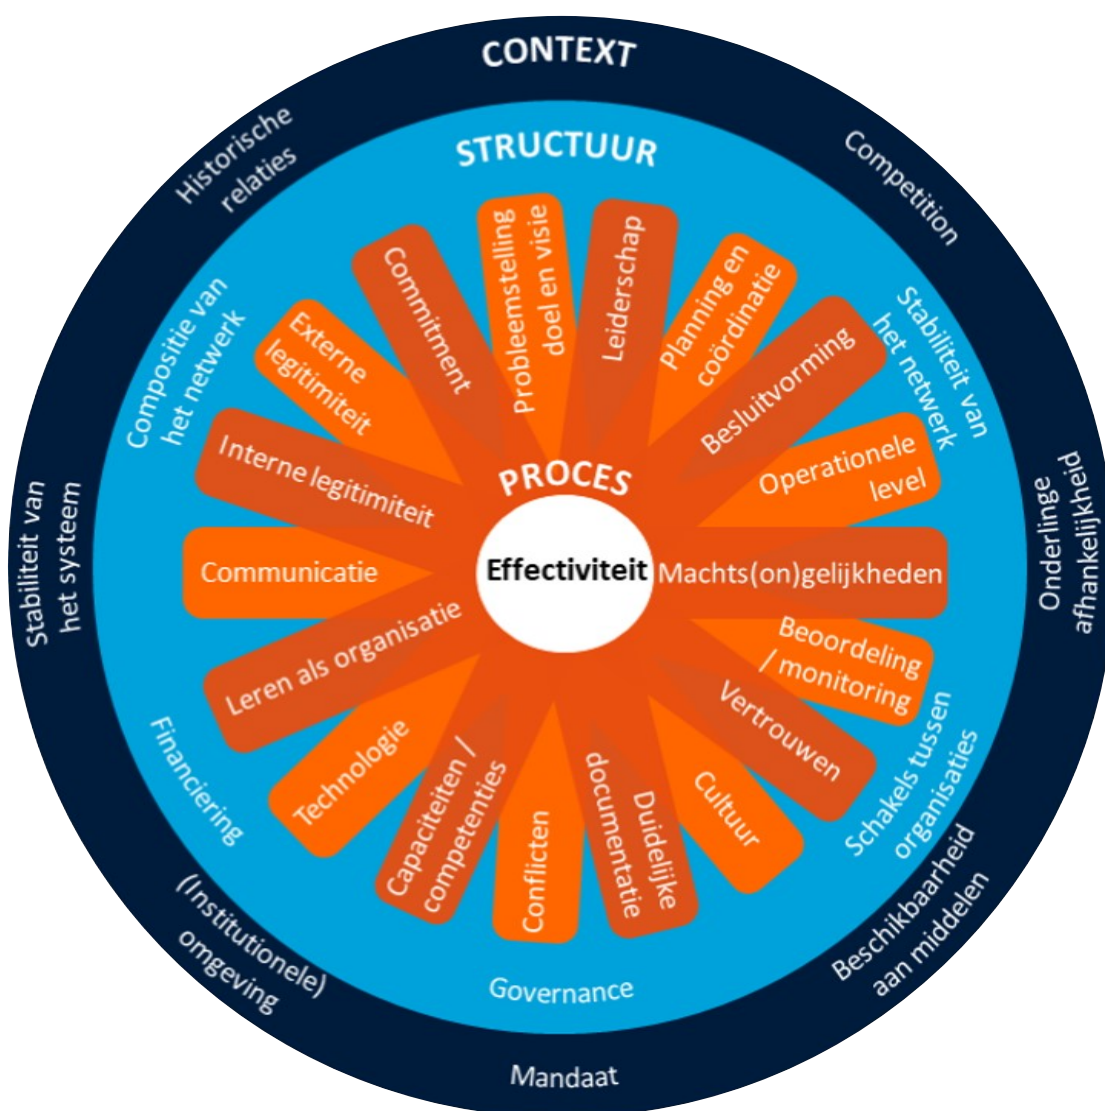 CONTEXT
Historische
relaties
Competition
Onderlinge
afhankelijkheid
Beschikbaarheid
aan middelen
Mandaat
(Institutionele)
omgeving
Stabiliteit van
het systeem
STRUCTUUR
Compositie van
het netwerk
Stabiliteit van
het netwerk
Schakels tussen
organisaties
Governance
Financiering
Probleemstelling
doel en visie
Leiderschap
Planning en
coördinatie
Besluitvorming
Operationele
level
Machts(on)gelijkheden
Beoordeling
/ monitoring
Vertrouwen
Cultuur
Duidelijke
documentatie
Conflicten
Capaciteiten /
competenties
Technologie
Leren als organisatie
Communicatie
Interne legitimiteit
Externe
legitimiteit
Commitment
PROCES
Effectiviteit